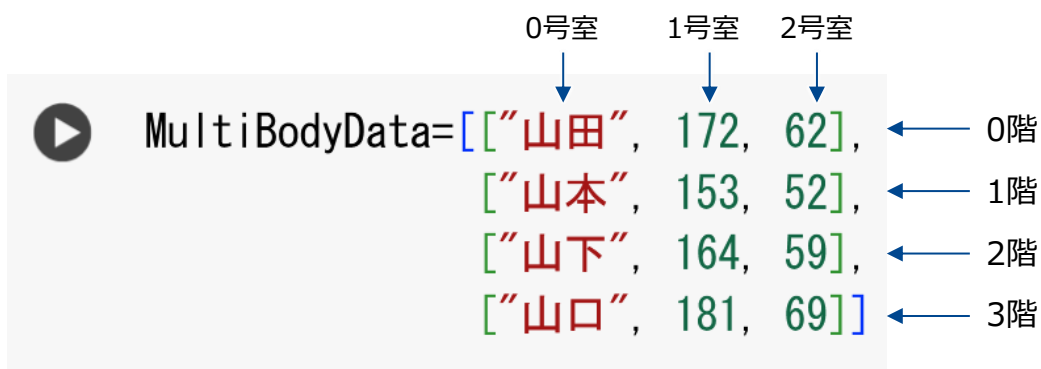 0号室 1号室 2号室
MultiBodyData=[["山田", 172, 62], 0階
["山本", 153, 52], 1階
["山下", 164, 59], 2階
["山口", 181, 69]] 3階